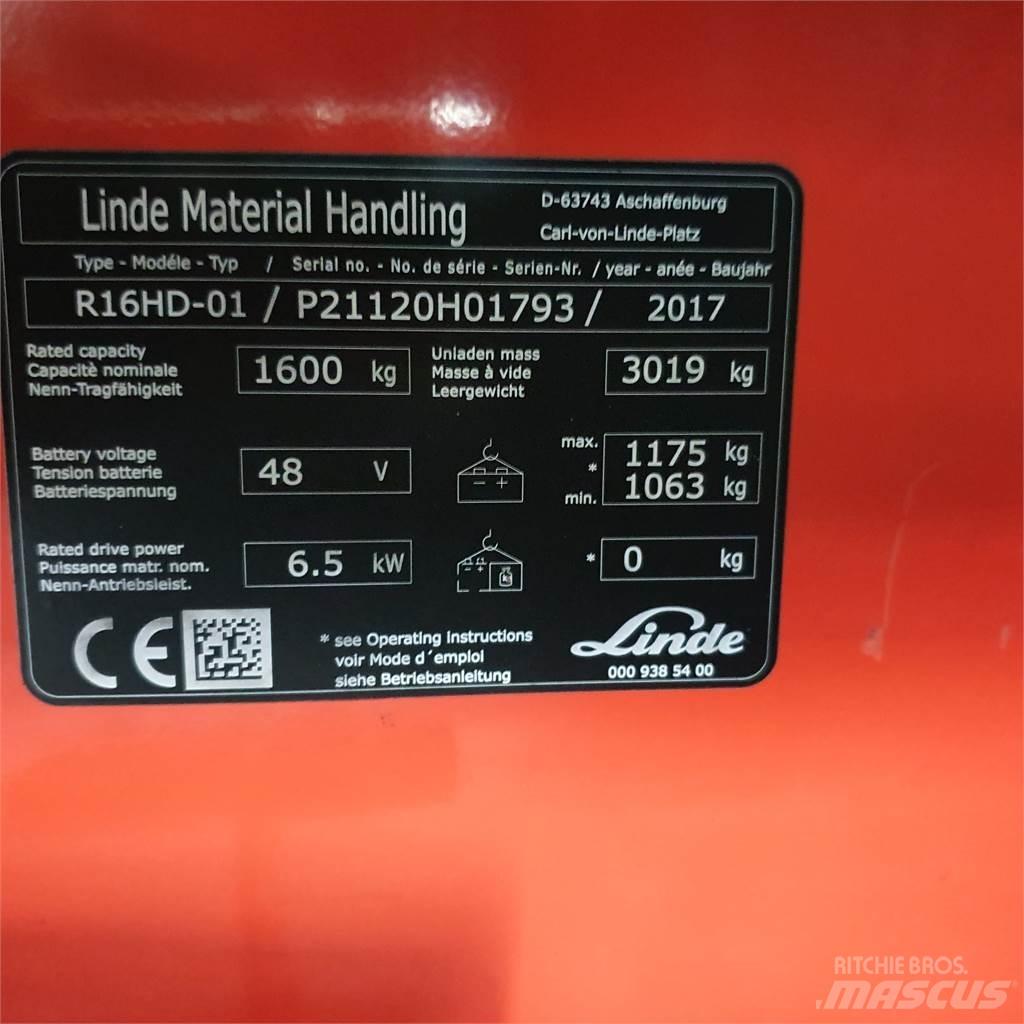 Linde Material Handling
D-63743 Aschaffenburg
Carl-von-Linde-Platz
Type - Modéle - Typ / Serial no. - No. de série - Serien-Nr. / year - anée - Baujahr
R16HD-01 / P21120H01793 / 2017
Rated capacity
Capacitè nominale
Nenn-Tragfähigkeit
1600 kg
Unladen mass
Masse à vide
Leergewicht
3019 kg
Battery voltage
Tension batterie
Batteriespannung
48 V
- +
max. 1175 kg
*
min. 1063 kg
Rated drive power
Puissance matr. nom.
Nenn-Antriebsleist.
6.5 kW
- + kg
* 0 kg
CE
* see Operating instructions
voir Mode d´emploi
siehe Betriebsanleitung
Linde
000 938 54 00
RITCHIE BROS.
MASCUS